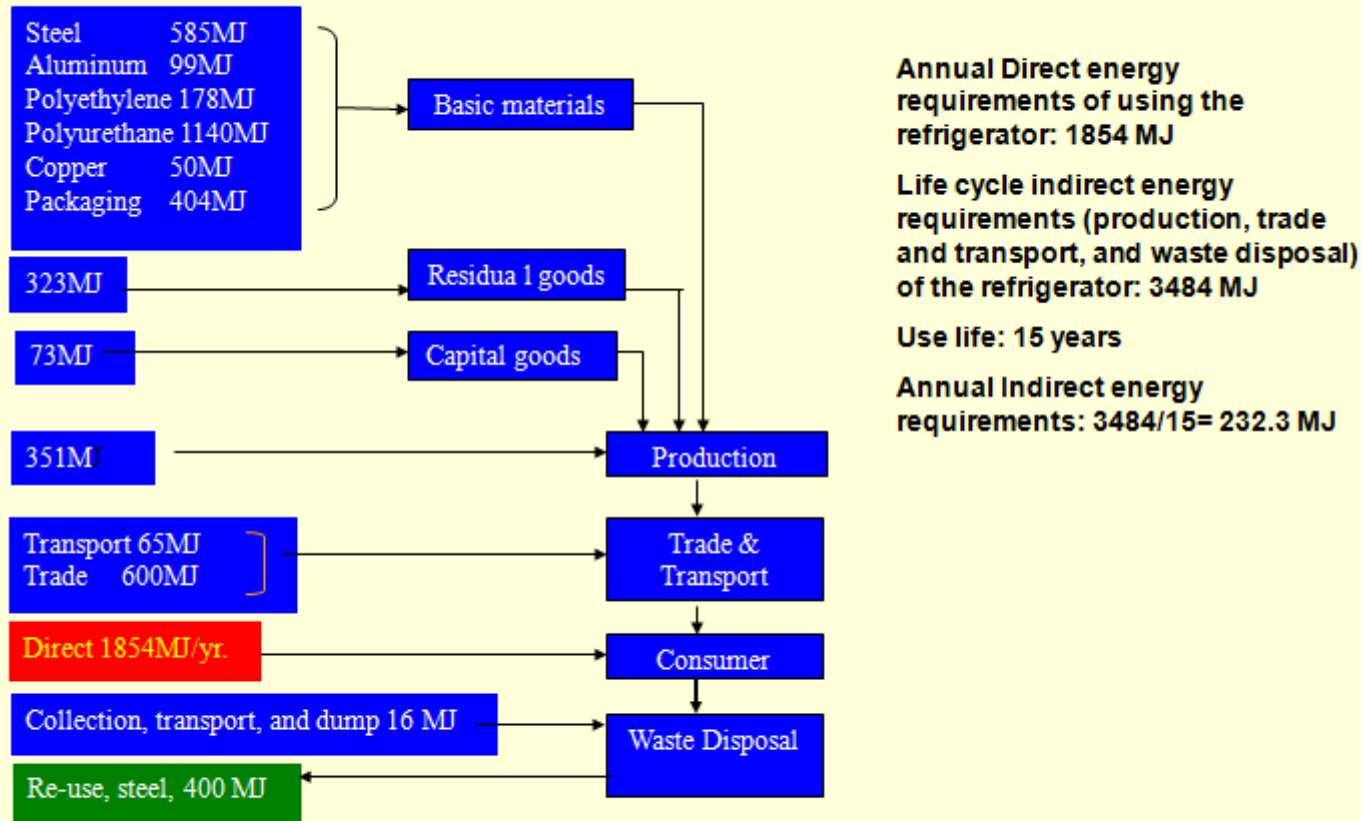 Steel 585MJ
Aluminum 99MJ
Polyethylene 178MJ
Polyurethane 1140MJ
Copper 50MJ
Packaging 404MJ
Basic materials
323MJ
Residua l goods
73MJ
Capital goods
351MJ
Production
Transport 65MJ
Trade 600MJ
Trade &
Transport
Direct 1854MJ/yr.
Consumer
Collection, transport, and dump 16 MJ
Waste Disposal
Re-use, steel, 400 MJ
Annual Direct energy
requirements of using the
refrigerator: 1854 MJ
Life cycle indirect energy
requirements (production, trade
and transport, and waste disposal)
of the refrigerator: 3484 MJ
Use life: 15 years
Annual Indirect energy
requirements: 3484/15= 232.3 MJ